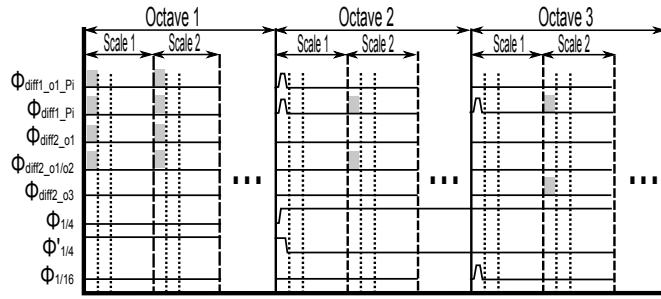 Octave 1 Octave 2 Octave 3
Scale 1 Scale 2 Scale 1 Scale 2 Scale 1 Scale 2
Φdiff1_o1_Pi
Φdiff1_Pi
Φdiff2_o1
Φdiff2_o1/o2
Φdiff2_o3
... ... ...
Φ1/4
Φ'1/4
Φ1/16